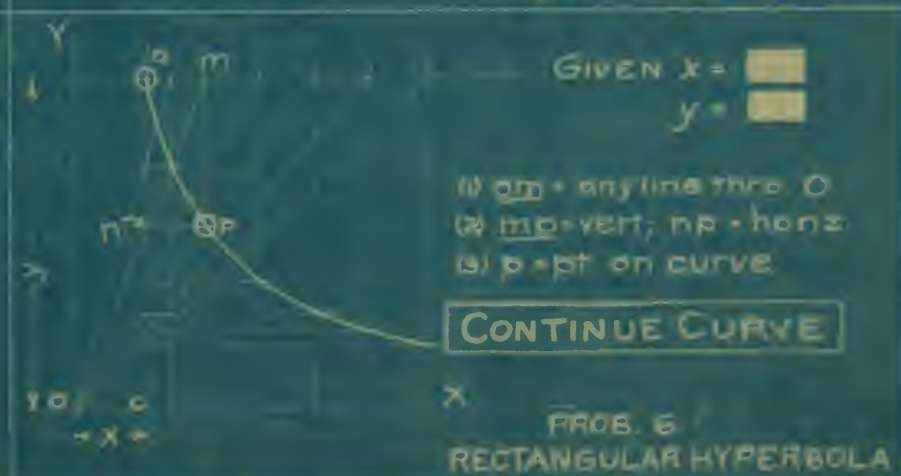 Y
P m
GIVEN X =
y =
(1) om = any line thro. O
(2) mp = vert; np = horiz
(3) p = pt on curve
n P
CONTINUE CURVE
X
O, C
X
PROB. 6
RECTANGULAR HYPERBOLA